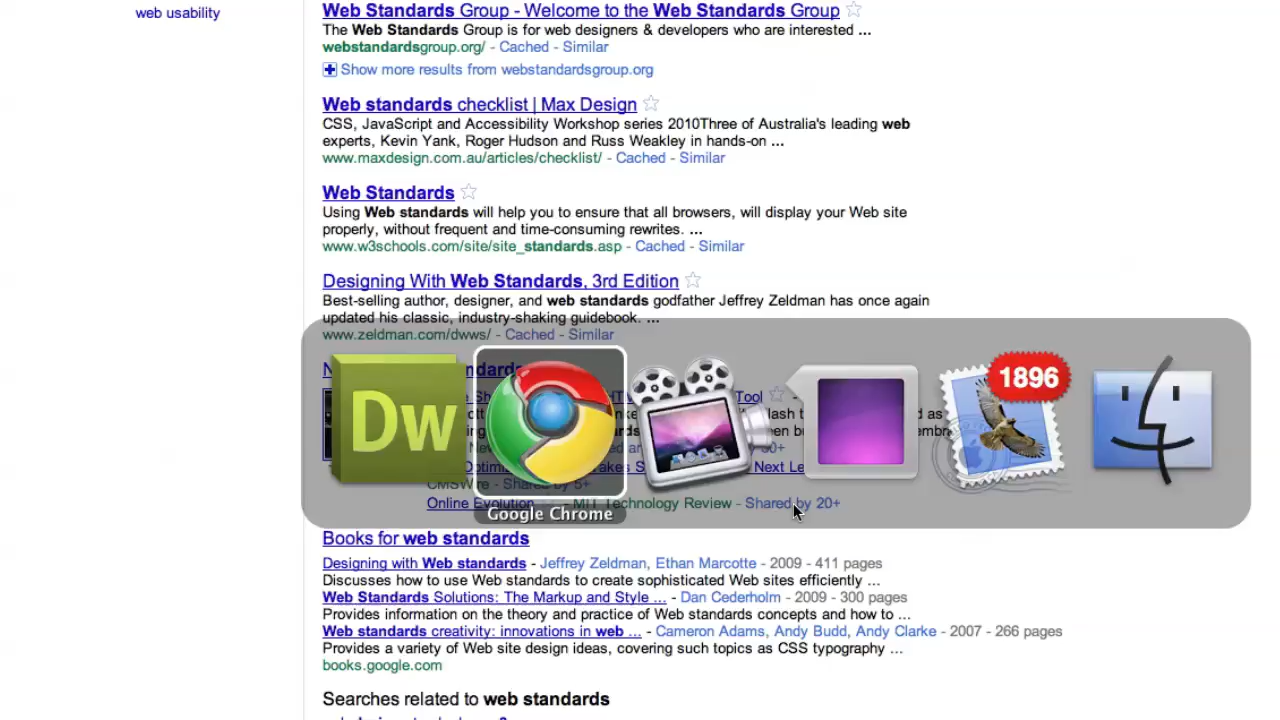 web usability
Web Standards Group - Welcome to the Web Standards Group
The Web Standards Group is for web designers & developers who are interested ...
webstandardsgroup.org/ - Cached - Similar
Show more results from webstandardsgroup.org
Web standards checklist | Max Design
CSS, JavaScript and Accessibility Workshop series 2010Three of Australia's leading web
experts, Kevin Yank, Roger Hudson and Russ Weakley in hands-on ...
www.maxdesign.com.au/articles/checklist/ - Cached - Similar
Web Standards
Using Web standards will help you to ensure that all browsers, will display your Web site
properly, without frequent and time-consuming rewrites. ...
www.w3schools.com/site/site_standards.asp - Cached - Similar
Designing With Web Standards, 3rd Edition
Best-selling author, designer, and web standards godfather Jeffrey Zeldman has once again
updated his classic, industry-shaking guidebook. ...
www.zeldman.com/dwws/ - Cached - Similar
Tool
Dw
1896
Next
CMSWire - Shared by 5+
Online Evolution - MIT Technology Review - Shared by 20+
Google Chrome
Books for web standards
Designing with Web standards - Jeffrey Zeldman, Ethan Marcotte - 2009 - 411 pages
Discusses how to use Web standards to create sophisticated Web sites efficiently ...
Web Standards Solutions: The Markup and Style ... - Dan Cederholm - 2009 - 300 pages
Provides information on the theory and practice of Web standards concepts and how to ...
Web standards creativity: innovations in web ... - Cameron Adams, Andy Budd, Andy Clarke - 2007 - 266 pages
Provides a variety of Web site design ideas, covering such topics as CSS typography ...
books.google.com
Searches related to web standards